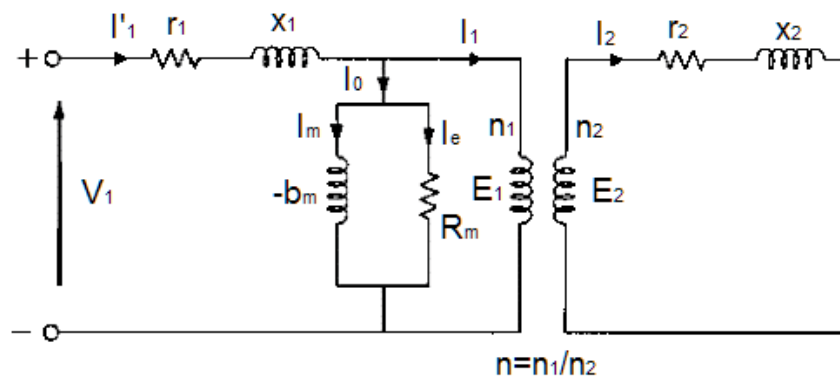 I'1 r1 x1 I1 I2 r2 x2
+
I0
Im Ie n1 n2
V1 -bm Rm E1 E2
−
n=n1/n2